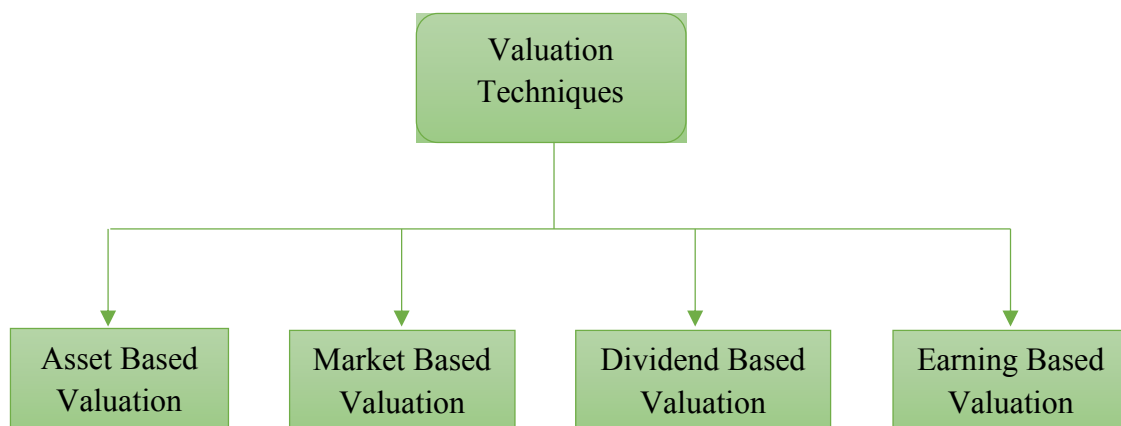 Valuation
Techniques
Asset Based
Valuation
Market Based
Valuation
Dividend Based
Valuation
Earning Based
Valuation